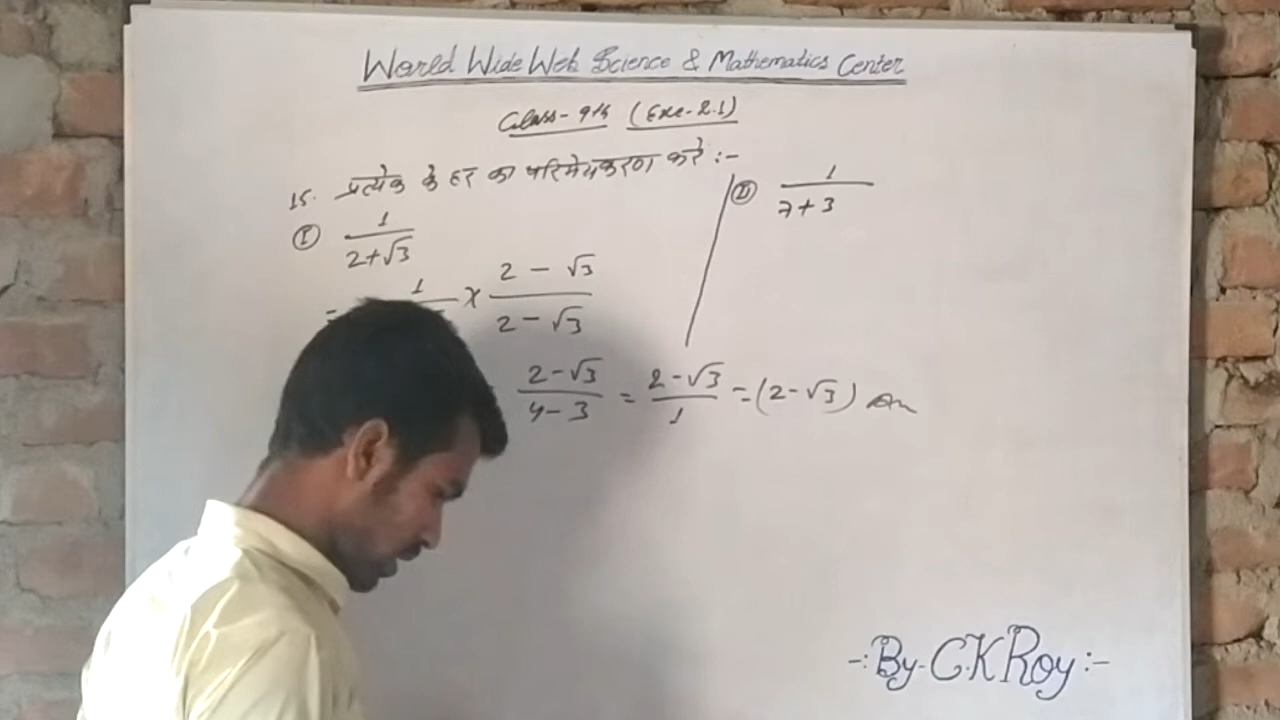 World Wide Web Science & Mathematics Center
Class-9th (Exe-2.1)
15. प्रत्येक के हर का परिमेयकरण करे :-
Ⓘ 1/(2+√3)
= 1/ × (2 - √3)/(2 - √3)
(2-√3)/(4-3) = (2-√3)/1 = (2-√3) Ans
Ⓘⓘ 1/(7+3
-: By- C.K Roy :-